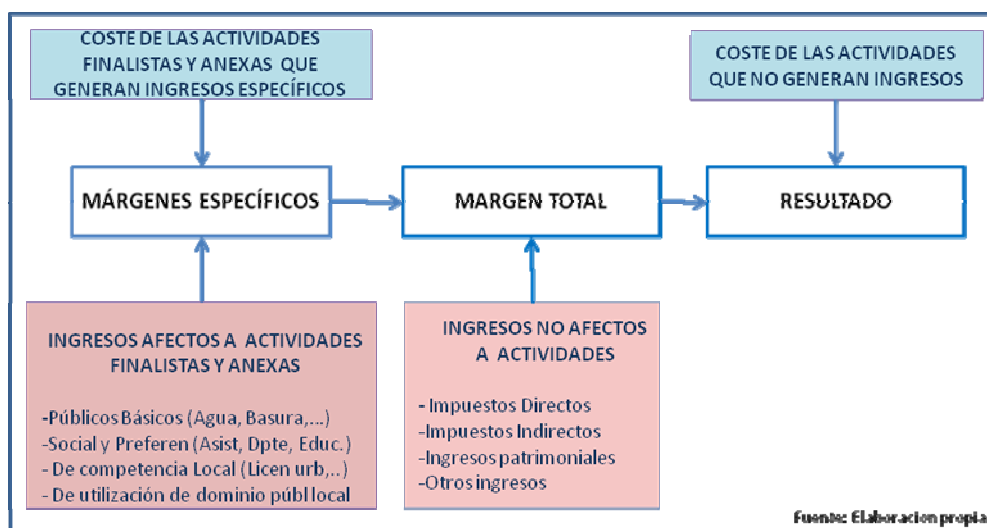 COSTE DE LAS ACTIVIDADES
FINALISTAS Y ANEXAS QUE
GENERAN INGRESOS ESPECÍFICOS
COSTE DE LAS ACTIVIDADES
QUE NO GENERAN INGRESOS
MÁRGENES ESPECÍFICOS
MARGEN TOTAL
RESULTADO
INGRESOS AFECTOS A ACTIVIDADES
FINALISTAS Y ANEXAS
-Públicos Básicos (Agua, Basura,...)
-Social y Preferen (Asist, Dpte, Educ.)
- De competencia Local (Licen urb,..)
- De utilización de dominio públ local
INGRESOS NO AFECTOS
A ACTIVIDADES
- Impuestos Directos
-Impuestos Indirectos
-Ingresos patrimoniales
-Otros ingresos
Fuente: Elaboracion propia